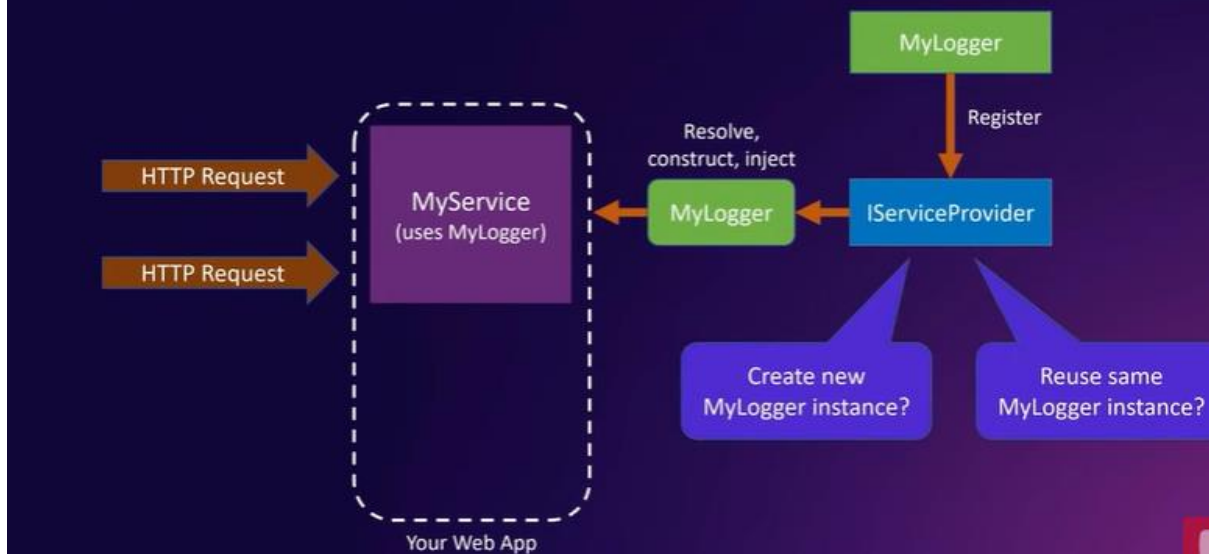 MyLogger
Register
Resolve,
construct, inject
HTTP Request
MyService
(uses MyLogger)
MyLogger
IServiceProvider
HTTP Request
Create new
MyLogger instance?
Reuse same
MyLogger instance?
Your Web App